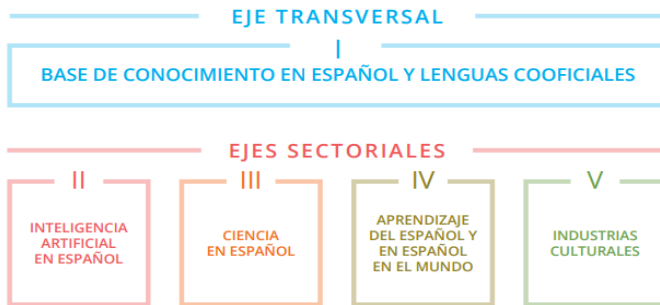 EJE TRANSVERSAL
I
BASE DE CONOCIMIENTO EN ESPAÑOL Y LENGUAS COOFICIALES
EJES SECTORIALES
II
INTELIGENCIA
ARTIFICIAL
EN ESPAÑOL
III
CIENCIA
EN ESPAÑOL
IV
APRENDIZAJE
DEL ESPAÑOL Y
EN ESPAÑOL
EN EL MUNDO
V
INDUSTRIAS
CULTURALES